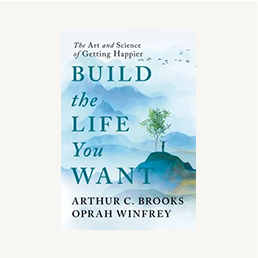 The Art and Science
of Getting Happier
BUILD
the
LIFE
You
WANT
ARTHUR C. BROOKS
OPRAH WINFREY